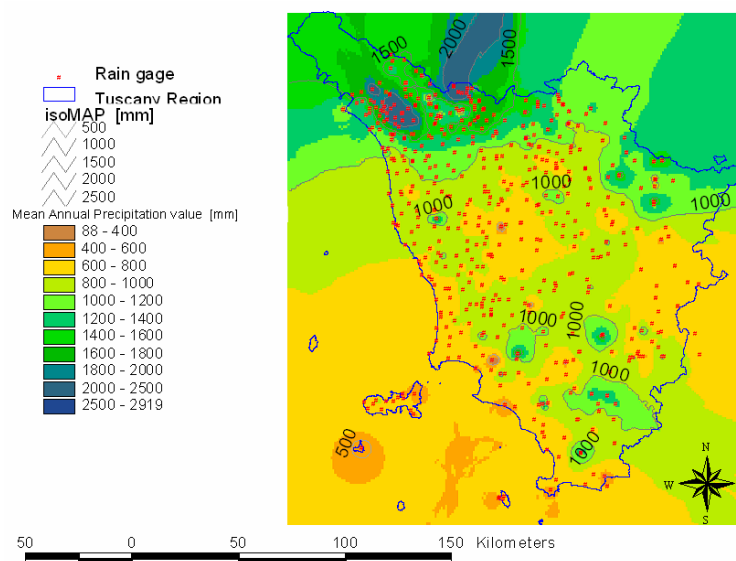 Rain gage
Tuscany Region
isoMAP [mm]
500
1000
1500
2000
2500
Mean Annual Precipitation value [mm]
88 - 400
400 - 600
600 - 800
800 - 1000
1000 - 1200
1200 - 1400
1400 - 1600
1600 - 1800
1800 - 2000
2000 - 2500
2500 - 2919
1500
2000
1500
1000
1000
1000
1000
1000
1000
500
1000
N
W
E
S
50 0 50 100 150 Kilometers